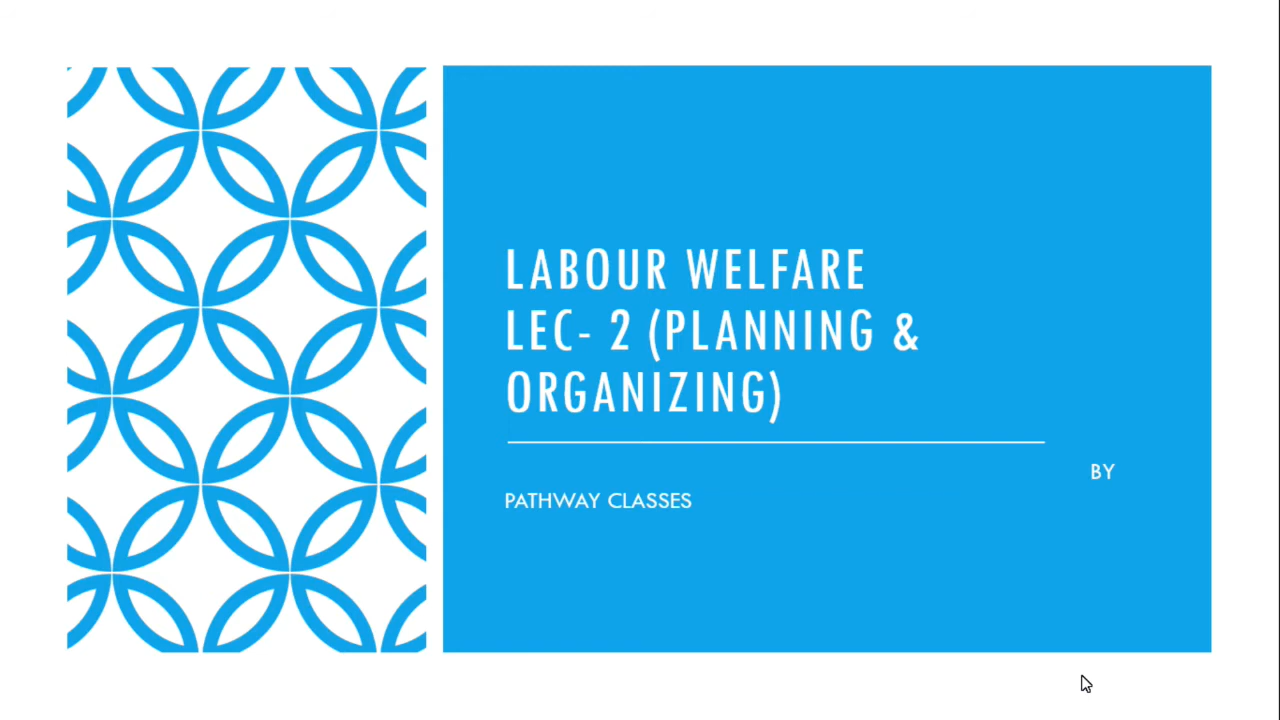 LABOUR WELFARE
LEC- 2 (PLANNING &
ORGANIZING)
BY
PATHWAY CLASSES